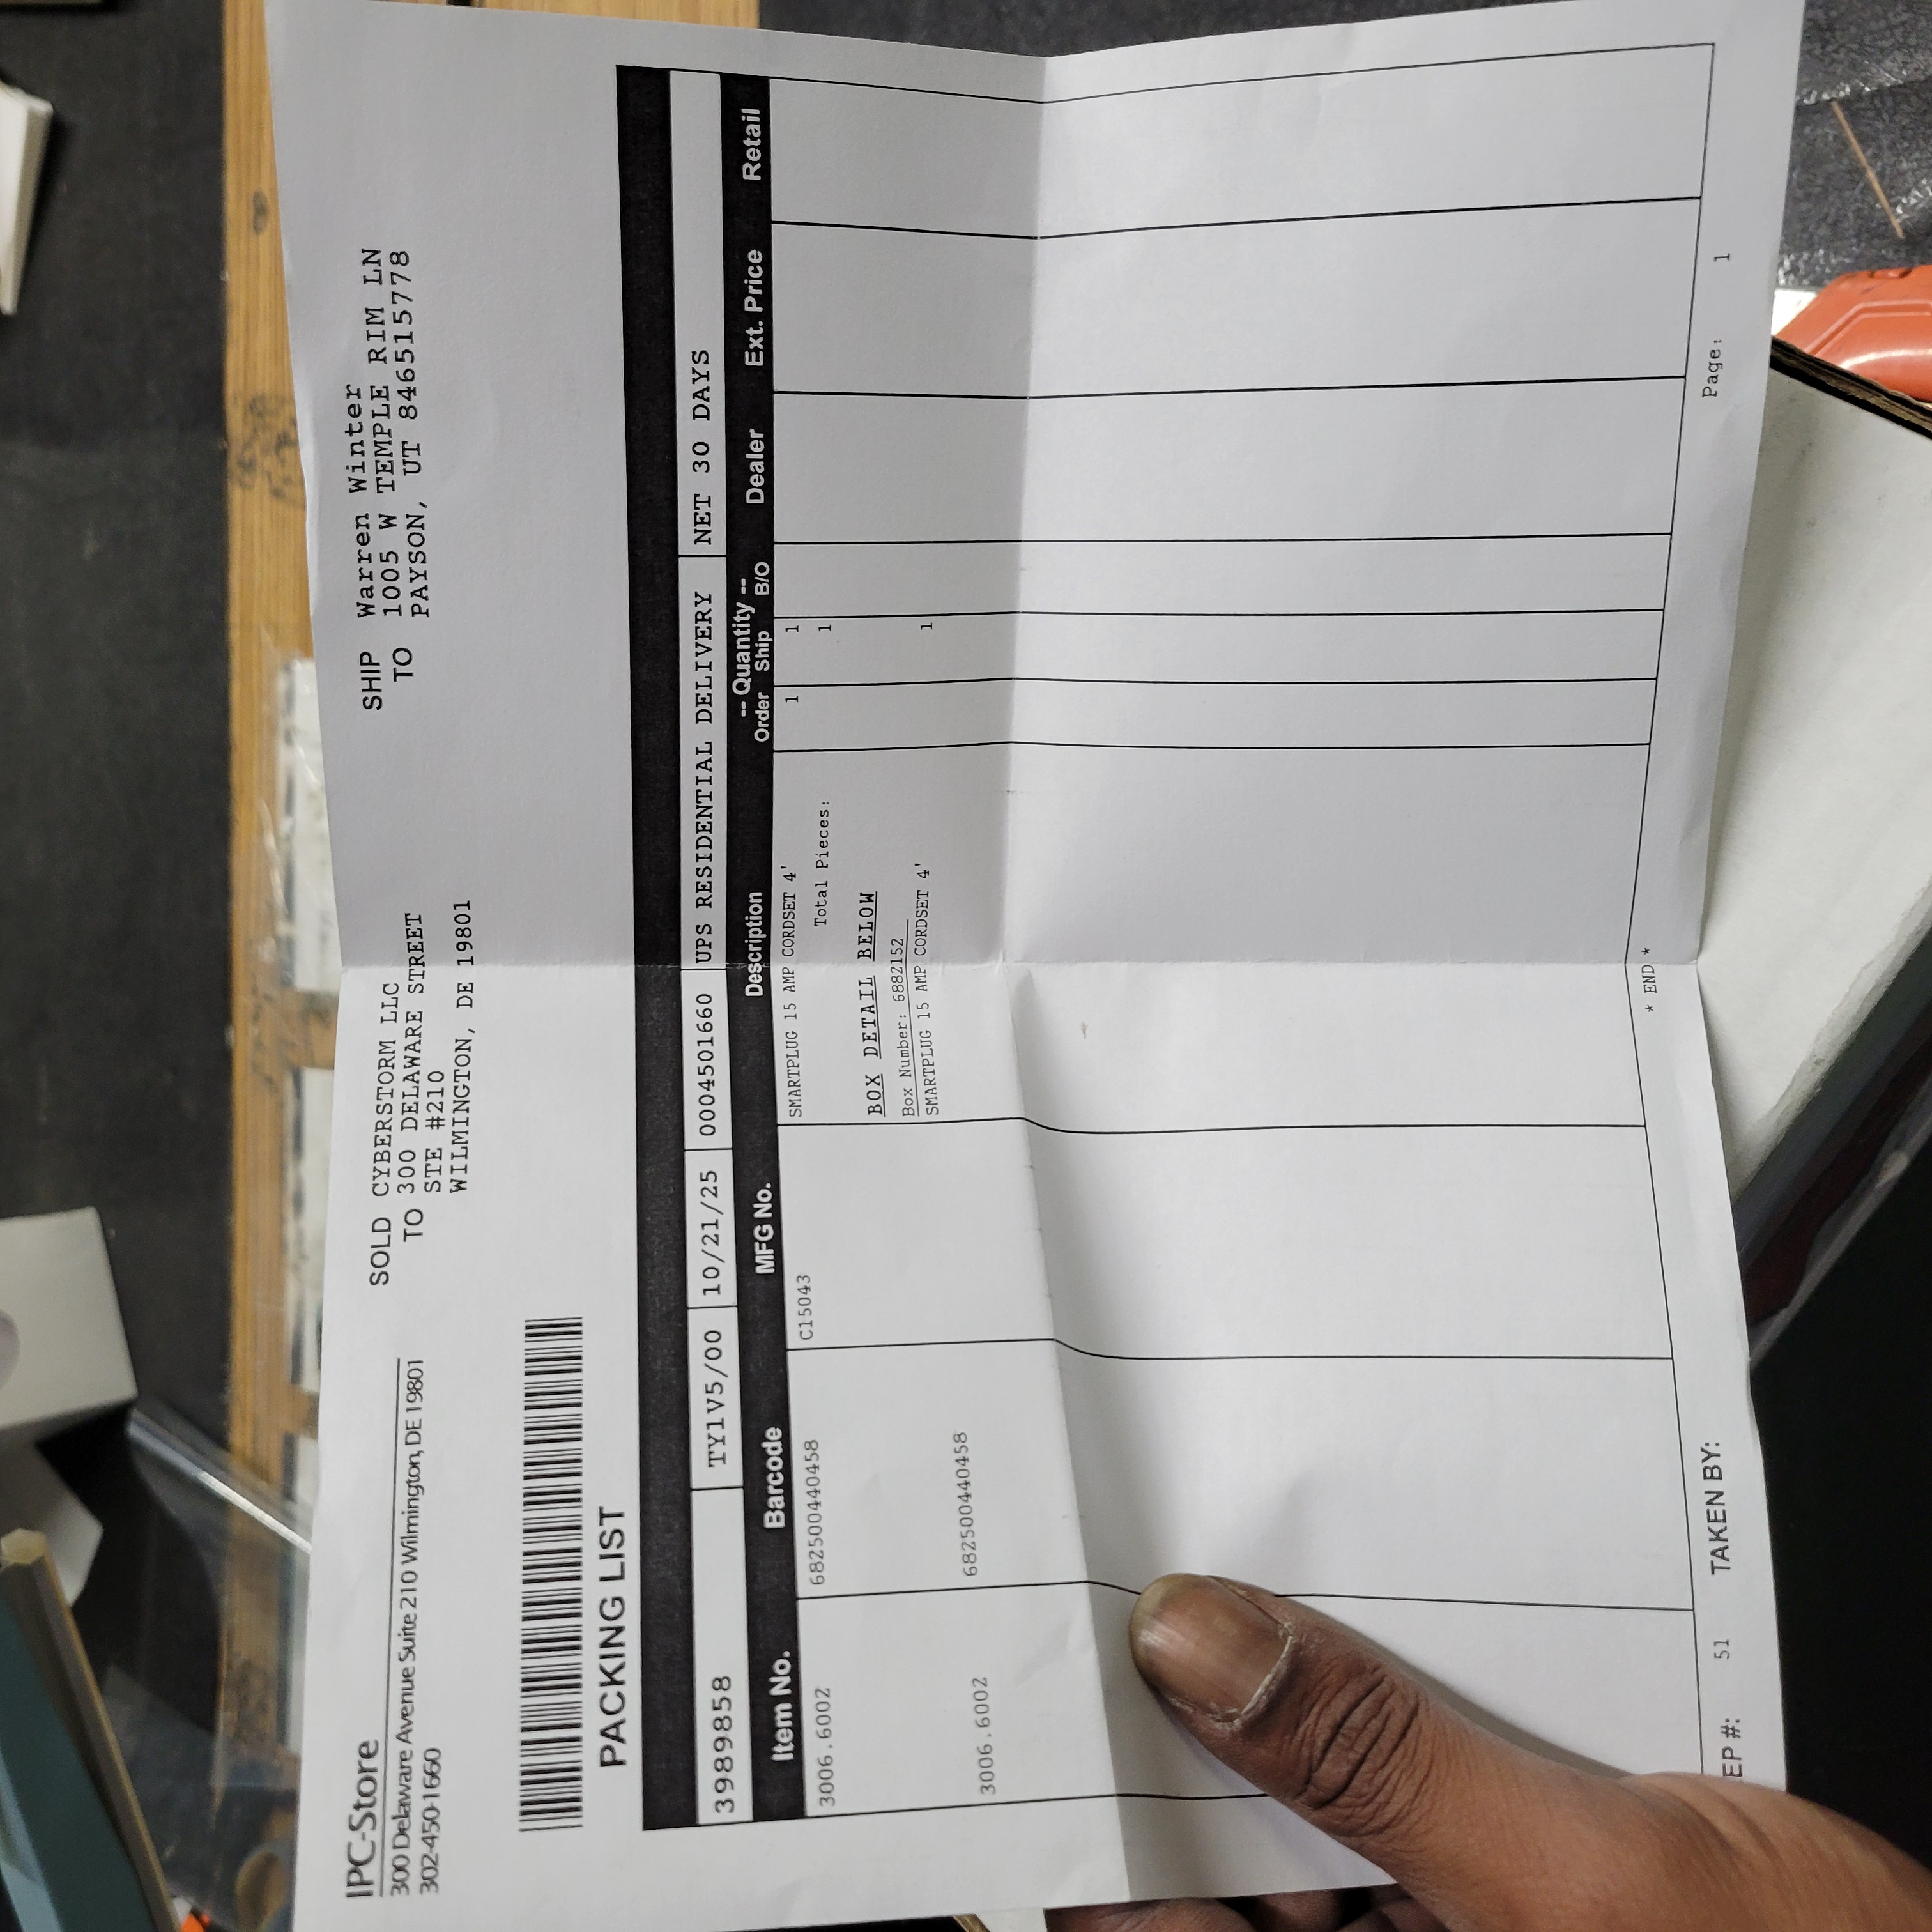 IPC-Store
300 Delaware Avenue Suite 210 Wilmington, DE 19801
302-450-1660
SOLD CYBERSTORM LLC
TO 300 DELAWARE STREET
STE #210
WILMINGTON, DE 19801
SHIP Warren Winter
TO 1005 W TEMPLE RIM LN
PAYSON, UT 846515778
PACKING LIST
3989858 TY1V5/00 10/21/25 0004501660 UPS RESIDENTIAL DELIVERY NET 30 DAYS
-- Quantity --
Item No. Barcode MFG No. Description Order Ship B/O Dealer Ext. Price Retail
3006.6002 682500440458 C15043 SMARTPLUG 15 AMP CORDSET 4' 1 1
Total Pieces: 1
BOX DETAIL BELOW
Box Number: 6882152
3006.6002 682500440458 SMARTPLUG 15 AMP CORDSET 4' 1
* END *
EP #: 51 TAKEN BY: Page: 1